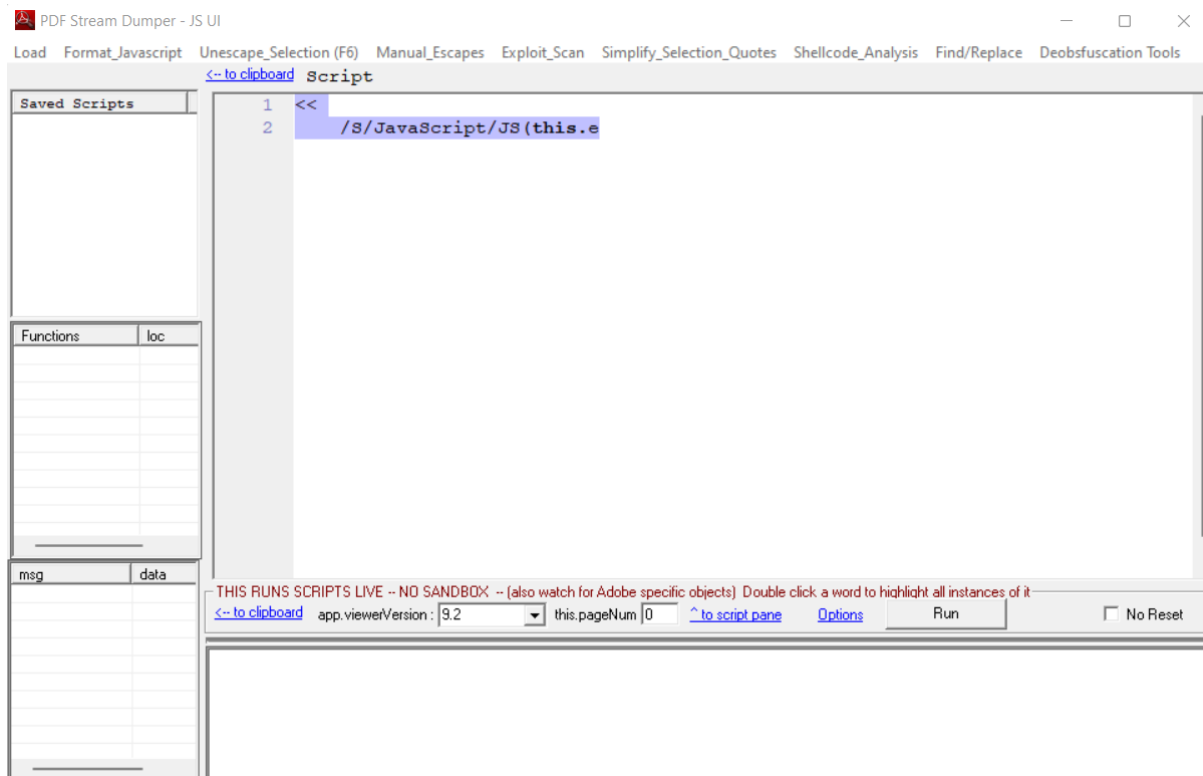 PDF Stream Dumper - JS UI
Load Format_Javascript Unescape_Selection (F6) Manual_Escapes Exploit_Scan Simplify_Selection_Quotes Shellcode_Analysis Find/Replace Deobsfuscation Tools
<-- to clipboard Script
Saved Scripts
1 <<
2 /S/JavaScript/JS(this.e
Functions loc
msg data
THIS RUNS SCRIPTS LIVE -- NO SANDBOX -- (also watch for Adobe specific objects) Double click a word to highlight all instances of it
<-- to clipboard app.viewerVersion : 9.2 this.pageNum 0 ^ to script pane Options Run No Reset